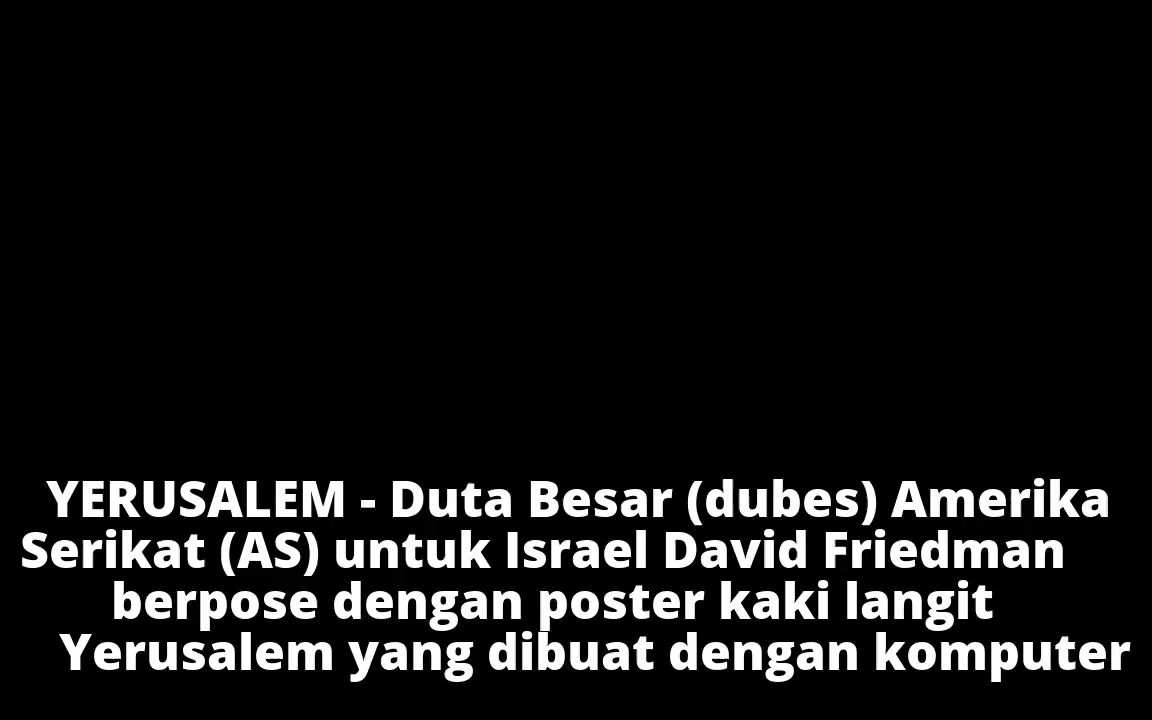 YERUSALEM - Duta Besar (dubes) Amerika
Serikat (AS) untuk Israel David Friedman
berpose dengan poster kaki langit
Yerusalem yang dibuat dengan komputer